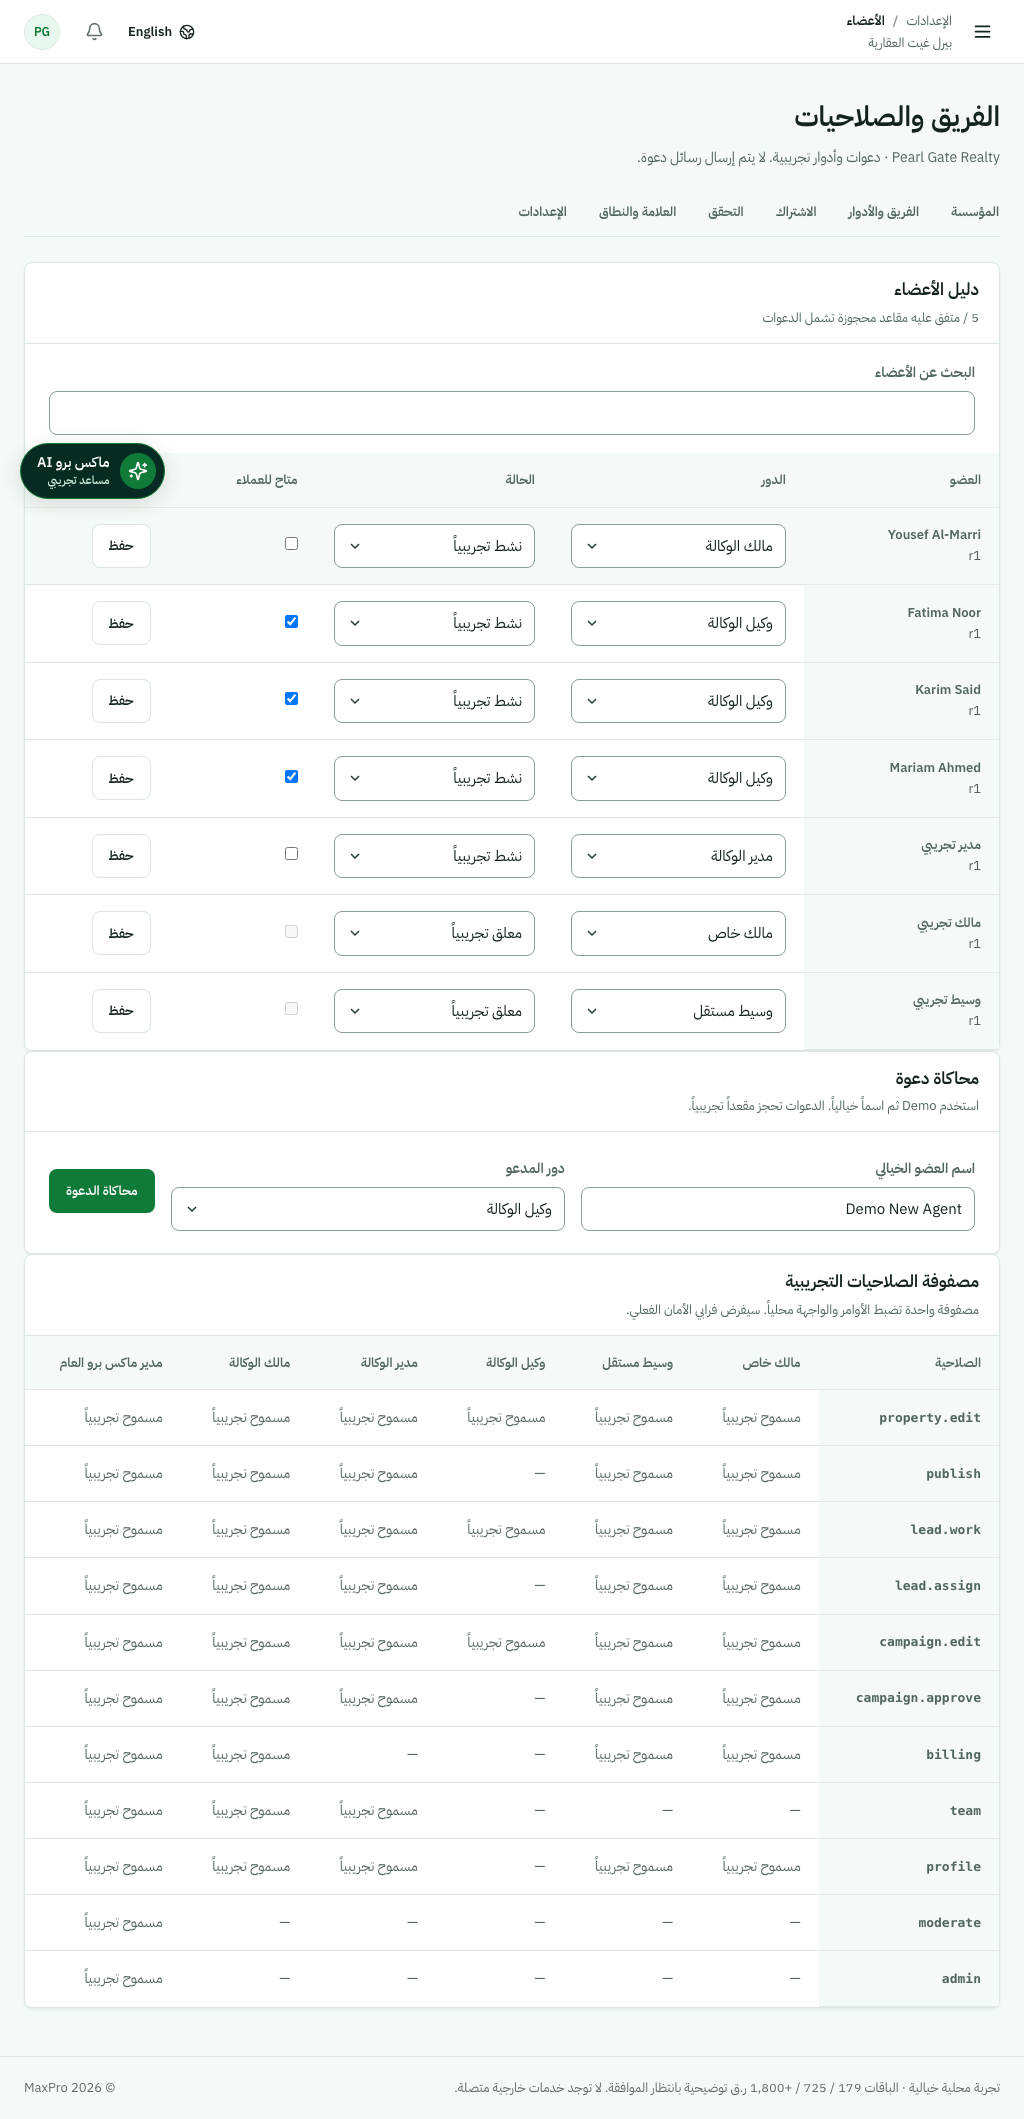 الإعدادات / الأعضاء
بيرل غيت العقارية
English
PG
الفريق والصلاحيات
Pearl Gate Realty · دعوات وأدوار تجريبية. لا يتم إرسال رسائل دعوة.
المؤسسة الفريق والأدوار الاشتراك التحقق العلامة والنطاق الإعدادات
دليل الأعضاء
5 / متفق عليه مقاعد محجوزة تشمل الدعوات
البحث عن الأعضاء
ماكس برو AI
مساعد تجريبي
العضو الدور الحالة متاح للعملاء
Yousef Al-Marri
r1
مالك الوكالة نشط تجريبياً حفظ
Fatima Noor
r1
وكيل الوكالة نشط تجريبياً حفظ
Karim Said
r1
وكيل الوكالة نشط تجريبياً حفظ
Mariam Ahmed
r1
وكيل الوكالة نشط تجريبياً حفظ
مدير تجريبي
r1
مدير الوكالة نشط تجريبياً حفظ
مالك تجريبي
r1
مالك خاص معلق تجريبياً حفظ
وسيط تجريبي
r1
وسيط مستقل معلق تجريبياً حفظ
محاكاة دعوة
استخدم Demo ثم اسماً خيالياً. الدعوات تحجز مقعداً تجريبياً.
اسم العضو الخيالي دور المدعو
Demo New Agent وكيل الوكالة محاكاة الدعوة
مصفوفة الصلاحيات التجريبية
مصفوفة واحدة تضبط الأوامر والواجهة محلياً. سيفرض فرابي الأمان الفعلي.
الصلاحية مالك خاص وسيط مستقل وكيل الوكالة مدير الوكالة مالك الوكالة مدير ماكس برو العام
property.edit مسموح تجريبياً مسموح تجريبياً مسموح تجريبياً مسموح تجريبياً مسموح تجريبياً مسموح تجريبياً
publish مسموح تجريبياً مسموح تجريبياً — مسموح تجريبياً مسموح تجريبياً مسموح تجريبياً
lead.work مسموح تجريبياً مسموح تجريبياً مسموح تجريبياً مسموح تجريبياً مسموح تجريبياً مسموح تجريبياً
lead.assign مسموح تجريبياً مسموح تجريبياً — مسموح تجريبياً مسموح تجريبياً مسموح تجريبياً
campaign.edit مسموح تجريبياً مسموح تجريبياً مسموح تجريبياً مسموح تجريبياً مسموح تجريبياً مسموح تجريبياً
campaign.approve مسموح تجريبياً مسموح تجريبياً — مسموح تجريبياً مسموح تجريبياً مسموح تجريبياً
billing مسموح تجريبياً مسموح تجريبياً — — مسموح تجريبياً مسموح تجريبياً
team — — — مسموح تجريبياً مسموح تجريبياً مسموح تجريبياً
profile مسموح تجريبياً مسموح تجريبياً — مسموح تجريبياً مسموح تجريبياً مسموح تجريبياً
moderate — — — — — مسموح تجريبياً
admin — — — — — مسموح تجريبياً
تجربة محلية خيالية · الباقات 179 / 725 / +1,800 ر.ق توضيحية بانتظار الموافقة. لا توجد خدمات خارجية متصلة.
© 2026 MaxPro